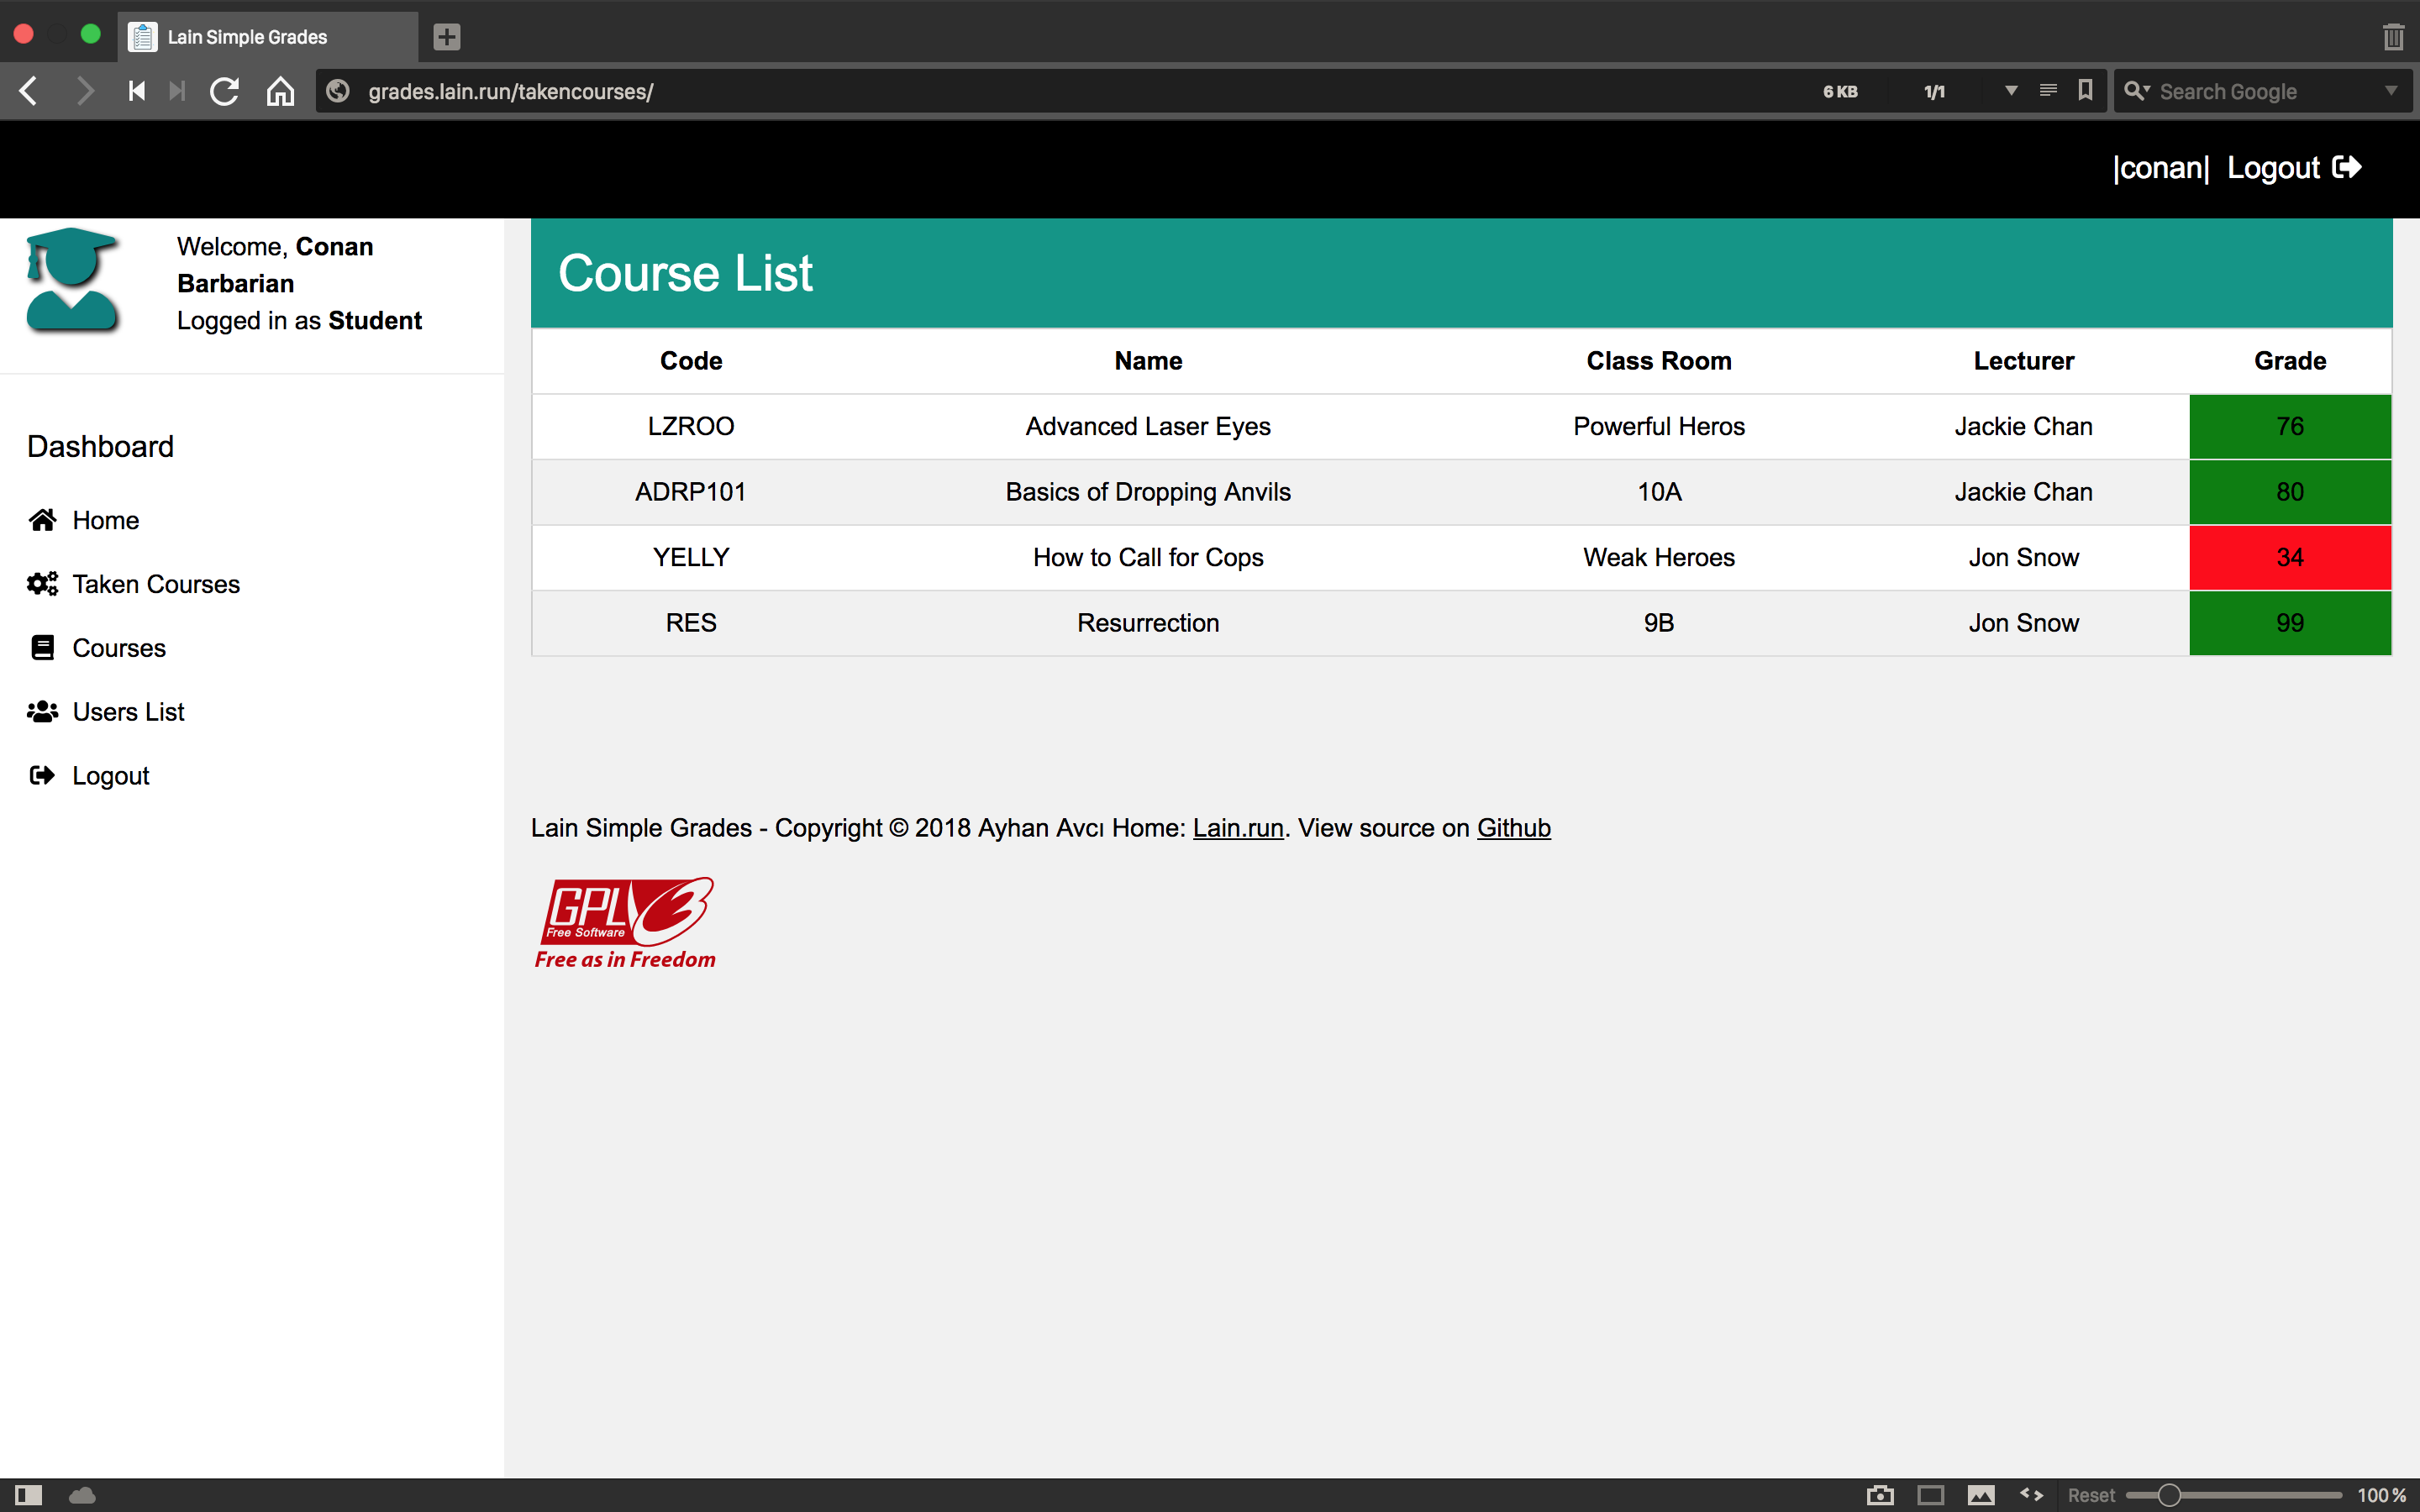 Lain Simple Grades
grades.lain.run/takencourses/ 6 KB 1/1 Search Google
|conan| Logout
Welcome, Conan
Barbarian
Logged in as Student
Dashboard
Home
Taken Courses
Courses
Users List
Logout
Course List
Code Name Class Room Lecturer Grade
LZROO Advanced Laser Eyes Powerful Heros Jackie Chan 76
ADRP101 Basics of Dropping Anvils 10A Jackie Chan 80
YELLY How to Call for Cops Weak Heroes Jon Snow 34
RES Resurrection 9B Jon Snow 99
Lain Simple Grades - Copyright © 2018 Ayhan Avcı Home: Lain.run. View source on Github
GPLv3
Free Software
Free as in Freedom
Reset 100 %